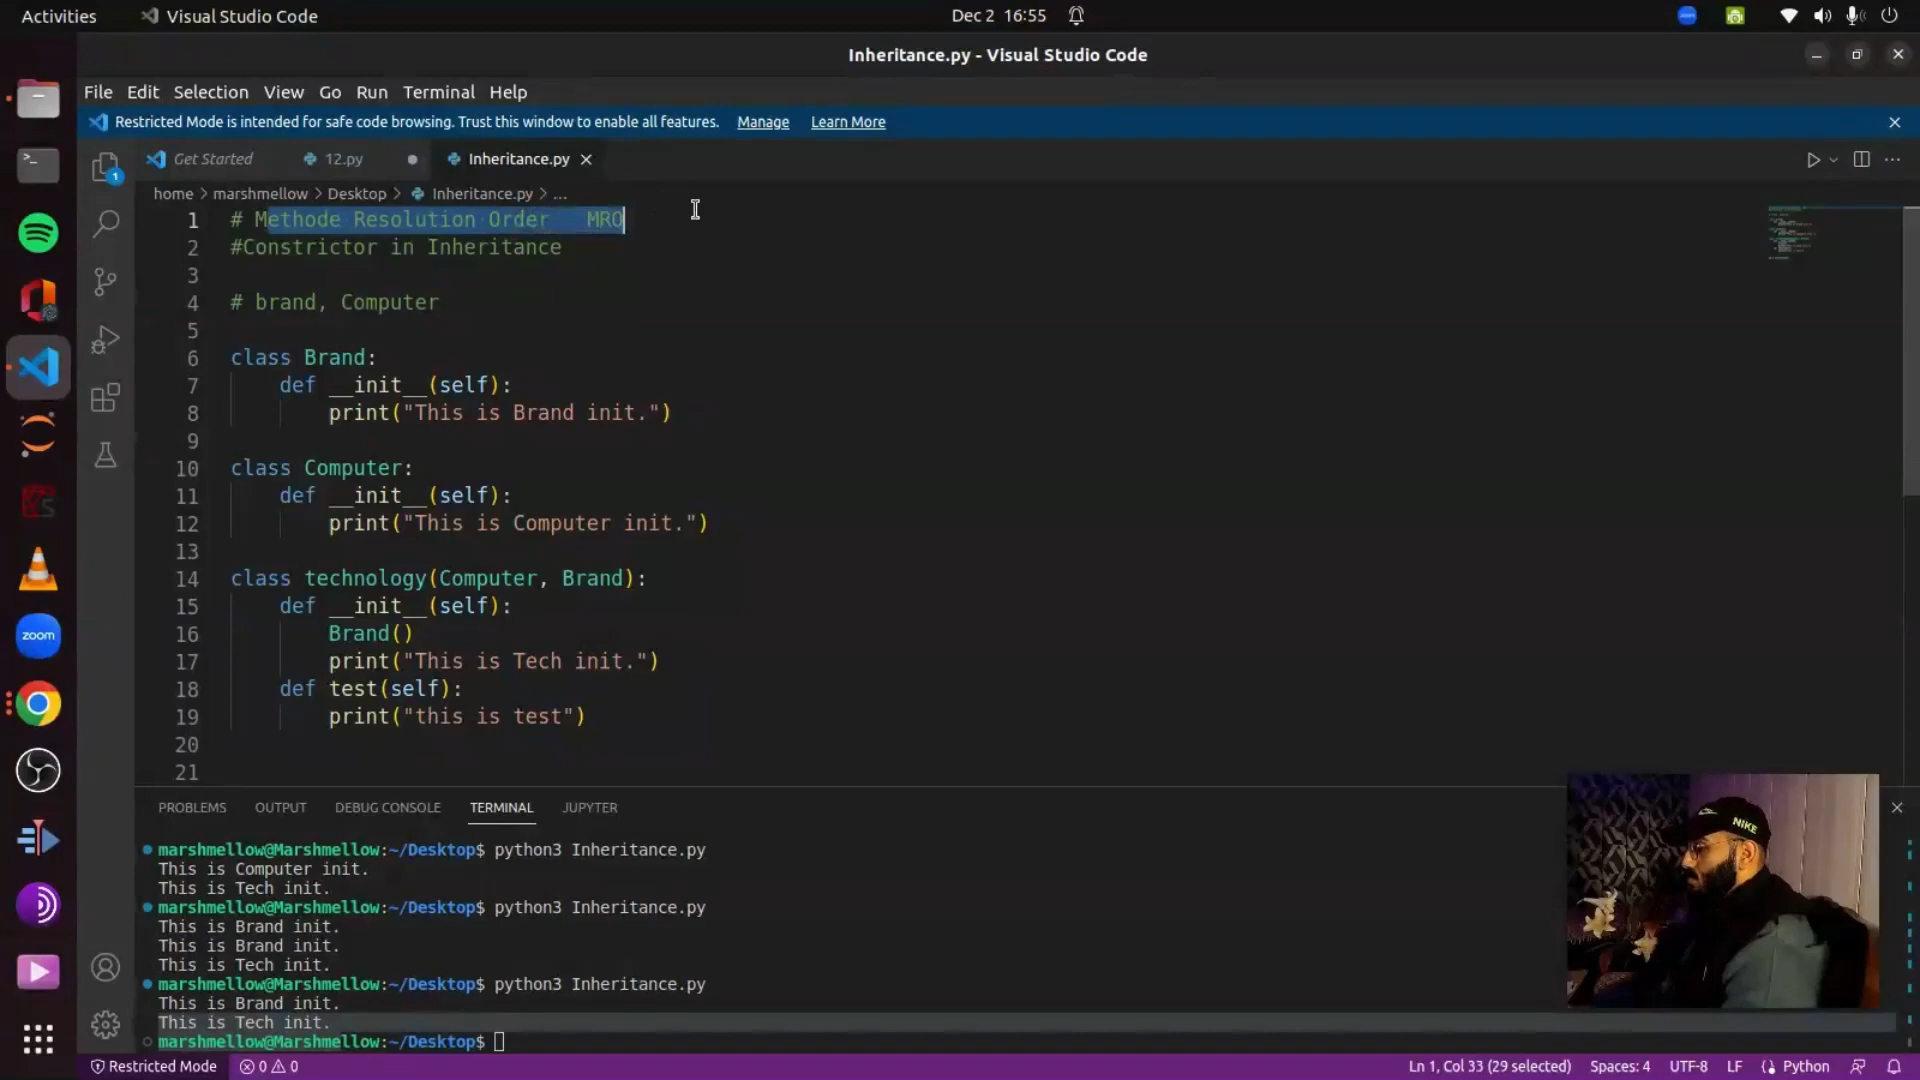 Activities Visual Studio Code Dec 2 16:55
Inheritance.py - Visual Studio Code
File Edit Selection View Go Run Terminal Help
Restricted Mode is intended for safe code browsing. Trust this window to enable all features. Manage Learn More
Get Started 12.py Inheritance.py
home > marshmellow > Desktop > Inheritance.py > ...
1 # Methode Resolution Order MRO
2 #Constrictor in Inheritance
3
4 # brand, Computer
5
6 class Brand:
7 def __init__(self):
8 print("This is Brand init.")
9
10 class Computer:
11 def __init__(self):
12 print("This is Computer init.")
13
14 class technology(Computer, Brand):
15 def __init__(self):
16 Brand()
17 print("This is Tech init.")
18 def test(self):
19 print("this is test")
20
21
zoom
1
PROBLEMS OUTPUT DEBUG CONSOLE TERMINAL JUPYTER
marshmellow@Marshmellow:~/Desktop$ python3 Inheritance.py
This is Computer init.
This is Tech init.
marshmellow@Marshmellow:~/Desktop$ python3 Inheritance.py
This is Brand init.
This is Brand init.
This is Tech init.
marshmellow@Marshmellow:~/Desktop$ python3 Inheritance.py
This is Brand init.
This is Tech init.
marshmellow@Marshmellow:~/Desktop$
NIKE
Restricted Mode 0 0 Ln 1, Col 33 (29 selected) Spaces: 4 UTF-8 LF Python